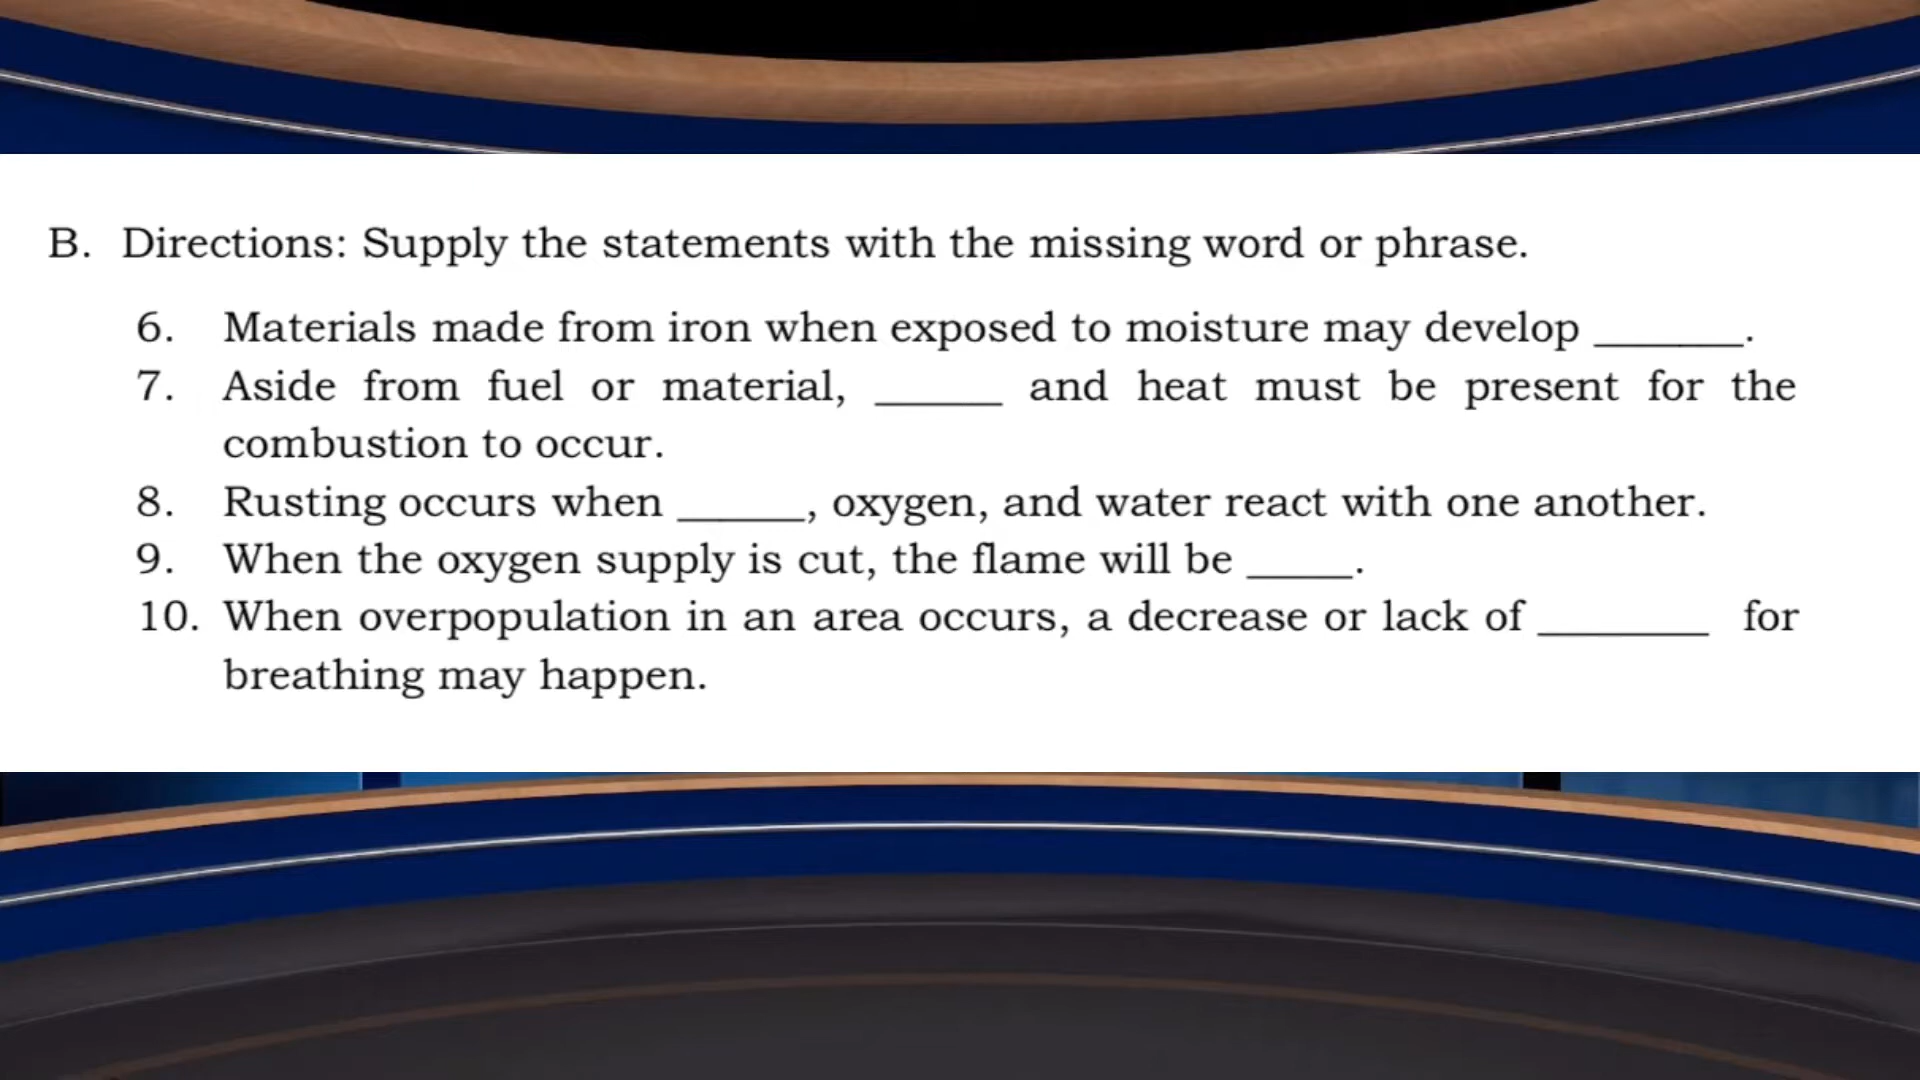 B. Directions: Supply the statements with the missing word or phrase.
6. Materials made from iron when exposed to moisture may develop _______.
7. Aside from fuel or material, ______ and heat must be present for the
combustion to occur.
8. Rusting occurs when ______, oxygen, and water react with one another.
9. When the oxygen supply is cut, the flame will be _____.
10. When overpopulation in an area occurs, a decrease or lack of ________ for
breathing may happen.